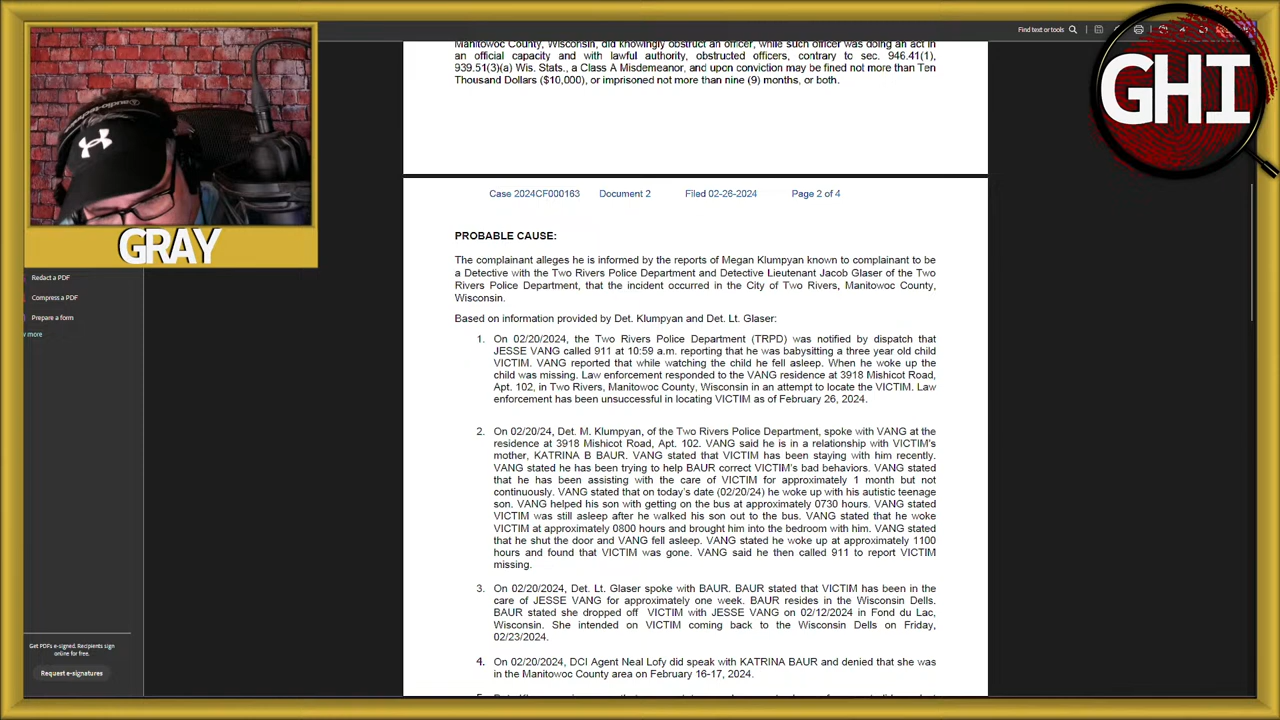 Manitowoc County, Wisconsin, did knowingly obstruct an officer, while such officer was doing an act in
an official capacity and with lawful authority, obstructed officers, contrary to sec. 946.41(1),
939.51(3)(a) Wis. Stats., a Class A Misdemeanor, and upon conviction may be fined not more than Ten
Thousand Dollars ($10,000), or imprisoned not more than nine (9) months, or both.
Find text or tools
GHI
GRAY
Redact a PDF
Compress a PDF
Prepare a form
w more
Get PDFs e-signed. Recipients sign
online for free.
Request e-signatures
Case 2024CF000163 Document 2 Filed 02-26-2024 Page 2 of 4
PROBABLE CAUSE:
The complainant alleges he is informed by the reports of Megan Klumpyan known to complainant to be
a Detective with the Two Rivers Police Department and Detective Lieutenant Jacob Glaser of the Two
Rivers Police Department, that the incident occurred in the City of Two Rivers, Manitowoc County,
Wisconsin.
Based on information provided by Det. Klumpyan and Det. Lt. Glaser:
1. On 02/20/2024, the Two Rivers Police Department (TRPD) was notified by dispatch that
JESSE VANG called 911 at 10:59 a.m. reporting that he was babysitting a three year old child
VICTIM. VANG reported that while watching the child he fell asleep. When he woke up the
child was missing. Law enforcement responded to the VANG residence at 3918 Mishicot Road,
Apt. 102, in Two Rivers, Manitowoc County, Wisconsin in an attempt to locate the VICTIM. Law
enforcement has been unsuccessful in locating VICTIM as of February 26, 2024.
2. On 02/20/24, Det. M. Klumpyan, of the Two Rivers Police Department, spoke with VANG at the
residence at 3918 Mishicot Road, Apt. 102. VANG said he is in a relationship with VICTIM's
mother, KATRINA B BAUR. VANG stated that VICTIM has been staying with him recently.
VANG stated he has been trying to help BAUR correct VICTIM's bad behaviors. VANG stated
that he has been assisting with the care of VICTIM for approximately 1 month but not
continuously. VANG stated that on today's date (02/20/24) he woke up with his autistic teenage
son. VANG helped his son with getting on the bus at approximately 0730 hours. VANG stated
VICTIM was still asleep after he walked his son out to the bus. VANG stated that he woke
VICTIM at approximately 0800 hours and brought him into the bedroom with him. VANG stated
that he shut the door and VANG fell asleep. VANG stated he woke up at approximately 1100
hours and found that VICTIM was gone. VANG said he then called 911 to report VICTIM
missing.
3. On 02/20/2024, Det. Lt. Glaser spoke with BAUR. BAUR stated that VICTIM has been in the
care of JESSE VANG for approximately one week. BAUR resides in the Wisconsin Dells.
BAUR stated she dropped off VICTIM with JESSE VANG on 02/12/2024 in Fond du Lac,
Wisconsin. She intended on VICTIM coming back to the Wisconsin Dells on Friday,
02/23/2024.
4. On 02/20/2024, DCI Agent Neal Lofy did speak with KATRINA BAUR and denied that she was
in the Manitowoc County area on February 16-17, 2024.